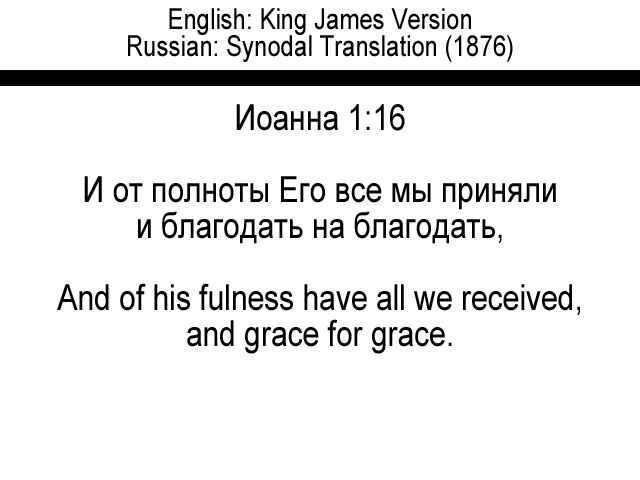 English: King James Version
Russian: Synodal Translation (1876)
Иоанна 1:16
И от полноты Его все мы приняли
и благодать на благодать,
And of his fulness have all we received,
and grace for grace.